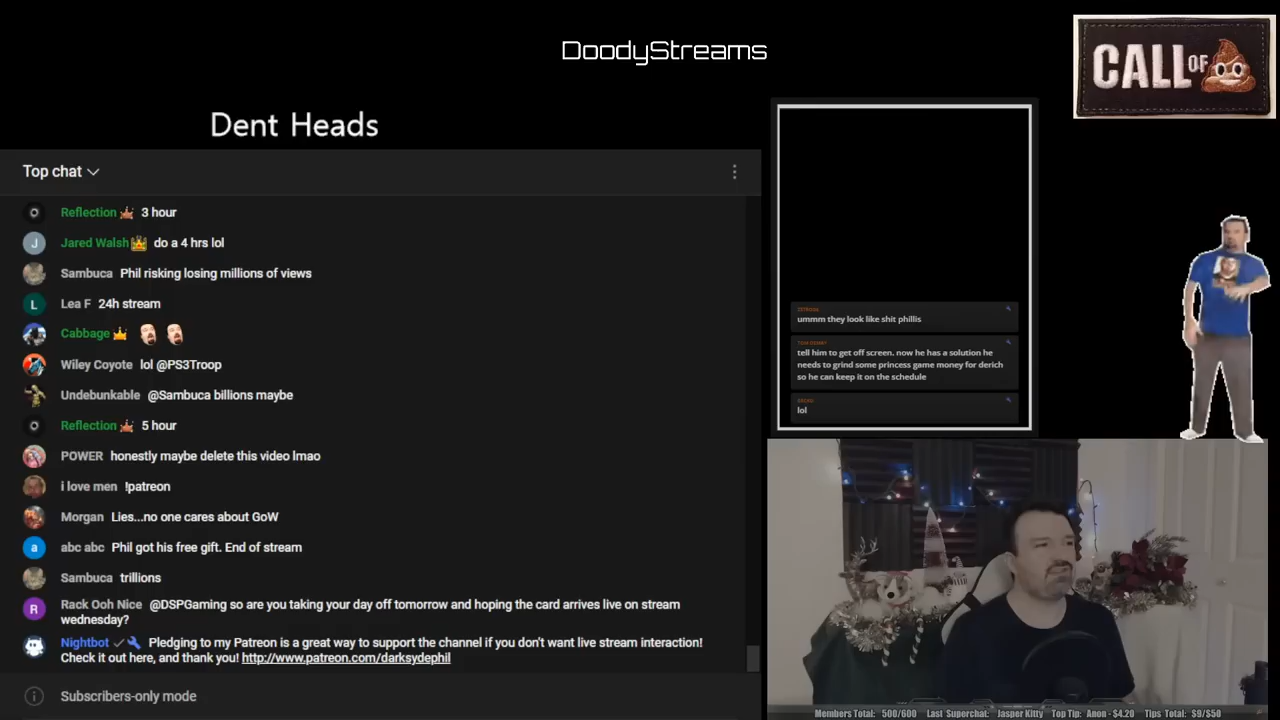 DoodyStreams
CALL OF
Dent Heads
Top chat
Reflection 3 hour
J Jared Walsh do a 4 hrs lol
Sambuca Phil risking losing millions of views
L Lea F 24h stream
Cabbage
Wiley Coyote lol @PS3Troop
Undebunkable @Sambuca billions maybe
Reflection 5 hour
POWER honestly maybe delete this video lmao
i love men !patreon
Morgan Lies...no one cares about GoW
a abc abc Phil got his free gift. End of stream
Sambuca trillions
R Rack Ooh Nice @DSPGaming so are you taking your day off tomorrow and hoping the card arrives live on stream
wednesday?
Nightbot Pledging to my Patreon is a great way to support the channel if you don't want live stream interaction!
Check it out here, and thank you! http://www.patreon.com/darksydephil
Subscribers-only mode
ummm they look like shit phillis
tell him to get off screen. now he has a solution he
needs to grind some princess game money for derich
so he can keep it on the schedule
lol
Members Total: 500/600 Last Superchat: Jasper Kitty Top Tip: Anon - $4.20 Tips Total: $9/$50